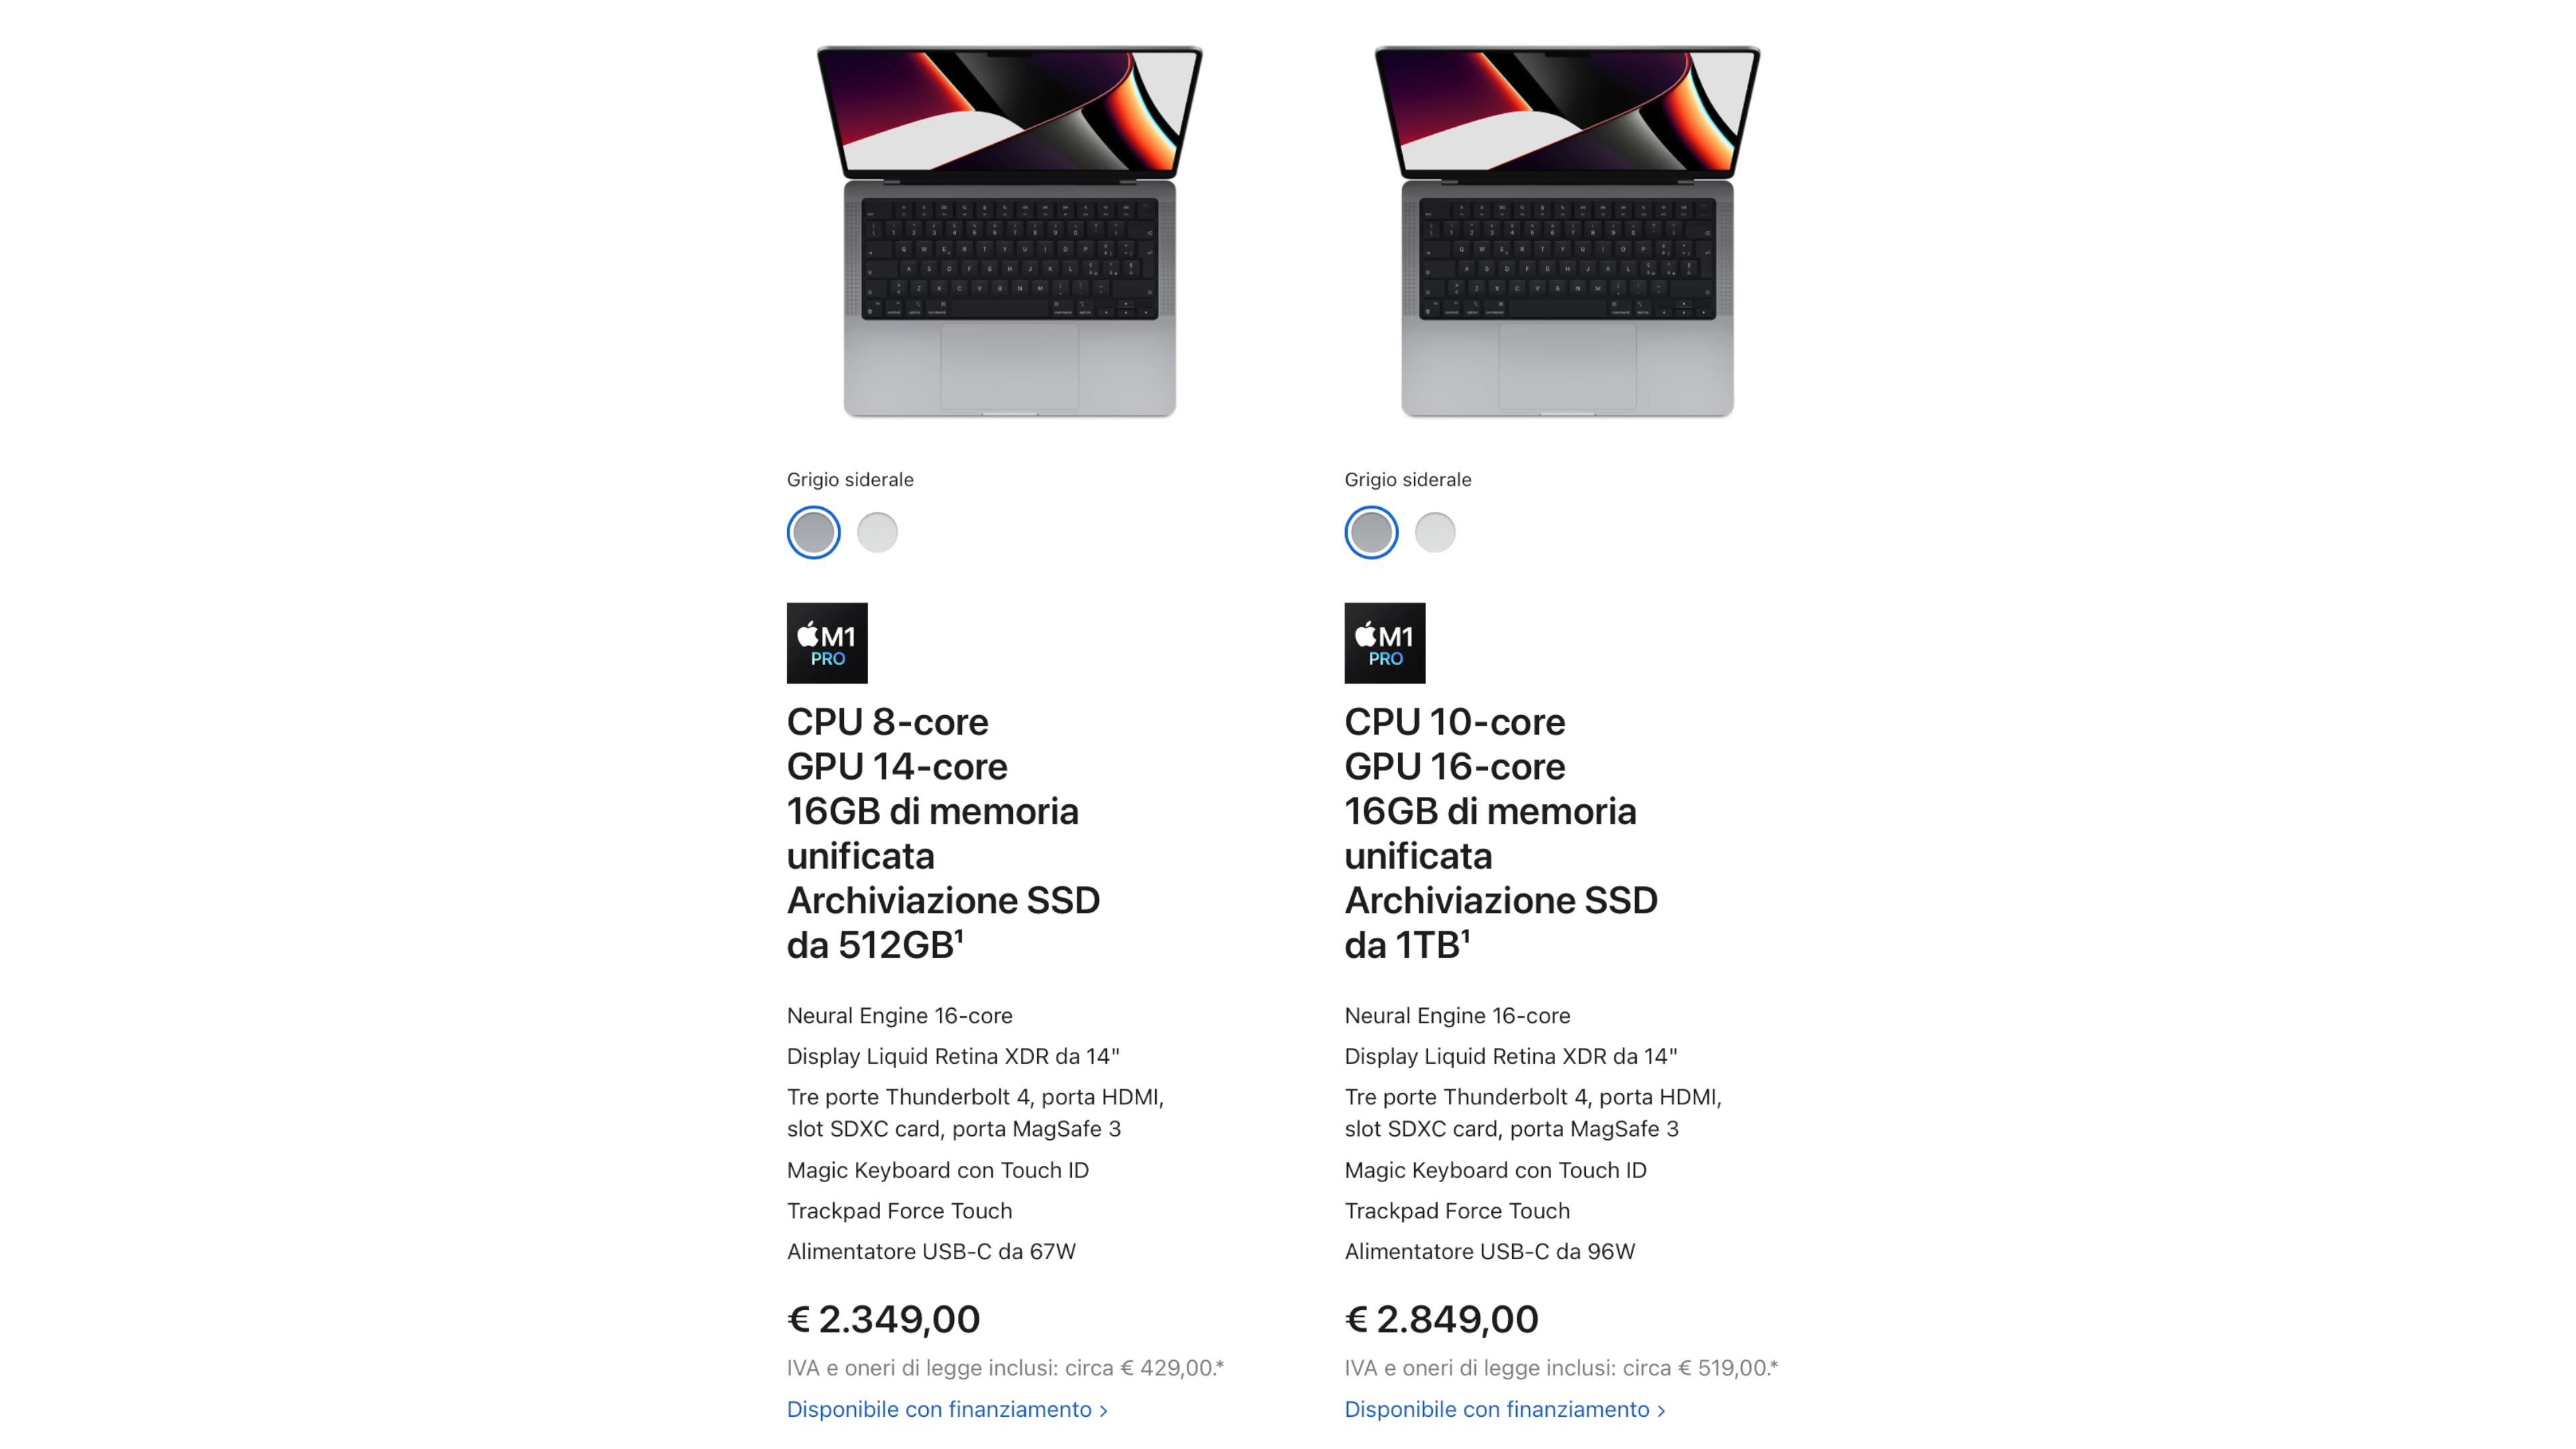 Grigio siderale
M1
PRO
CPU 8-core
GPU 14-core
16GB di memoria
unificata
Archiviazione SSD
da 512GB¹
Neural Engine 16-core
Display Liquid Retina XDR da 14"
Tre porte Thunderbolt 4, porta HDMI,
slot SDXC card, porta MagSafe 3
Magic Keyboard con Touch ID
Trackpad Force Touch
Alimentatore USB-C da 67W
€ 2.349,00
IVA e oneri di legge inclusi: circa € 429,00.*
Disponibile con finanziamento >
Grigio siderale
M1
PRO
CPU 10-core
GPU 16-core
16GB di memoria
unificata
Archiviazione SSD
da 1TB¹
Neural Engine 16-core
Display Liquid Retina XDR da 14"
Tre porte Thunderbolt 4, porta HDMI,
slot SDXC card, porta MagSafe 3
Magic Keyboard con Touch ID
Trackpad Force Touch
Alimentatore USB-C da 96W
€ 2.849,00
IVA e oneri di legge inclusi: circa € 519,00.*
Disponibile con finanziamento >